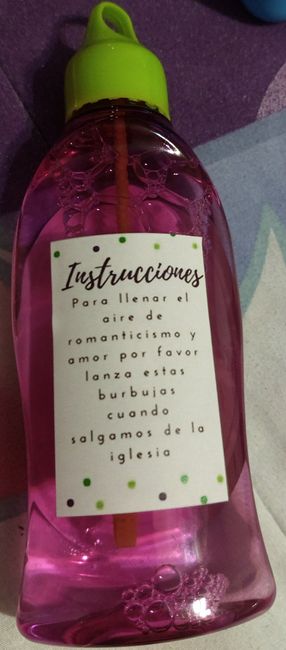 Instrucciones
Para llenar el
aire de
romanticismo y
amor por favor
lanza estas
burbujas
cuando
salgamos de la
iglesia